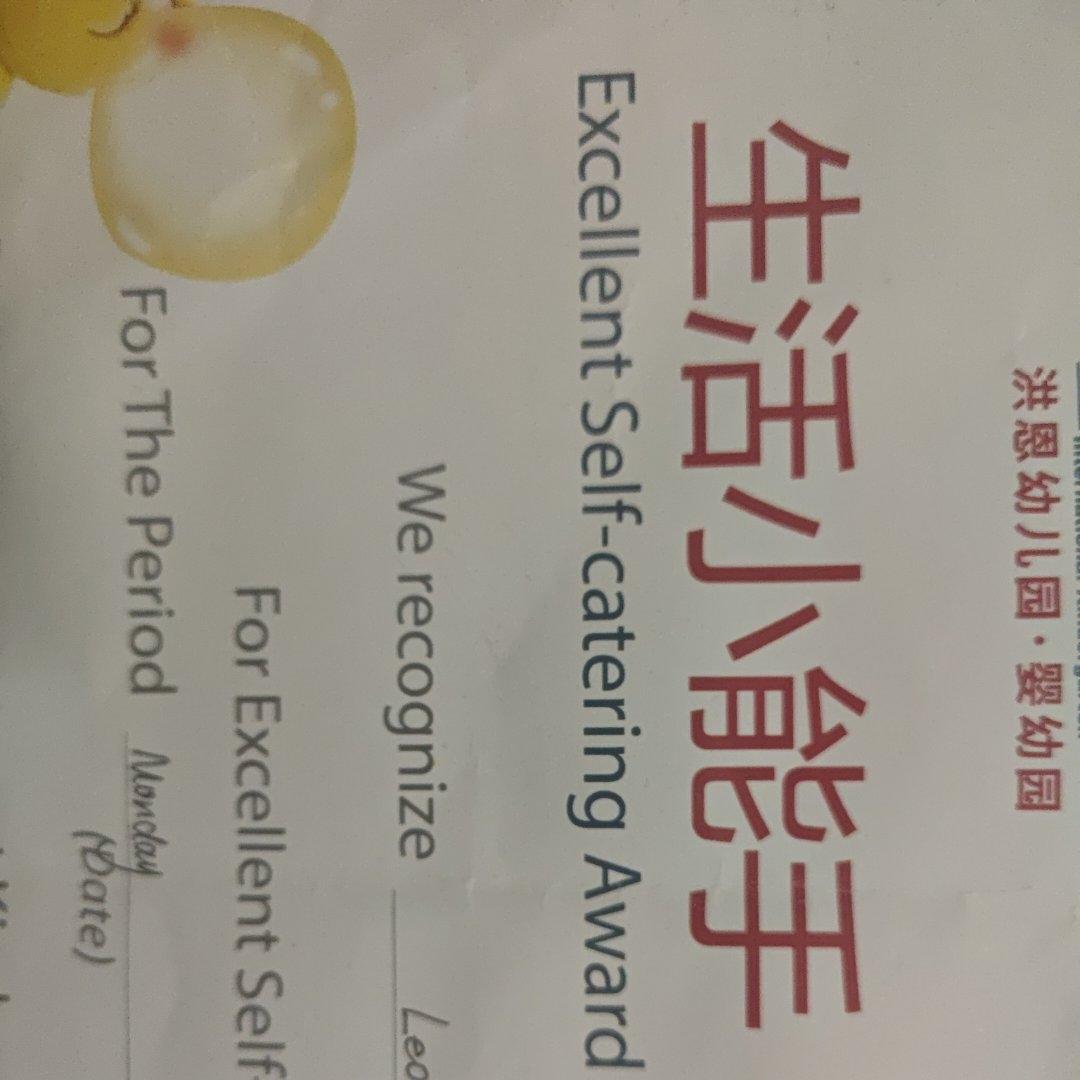 洪恩幼儿园·婴幼园
生活小能手
Excellent Self-catering Award
We recognize
For Excellent Self-
For The Period Monday
(Date)